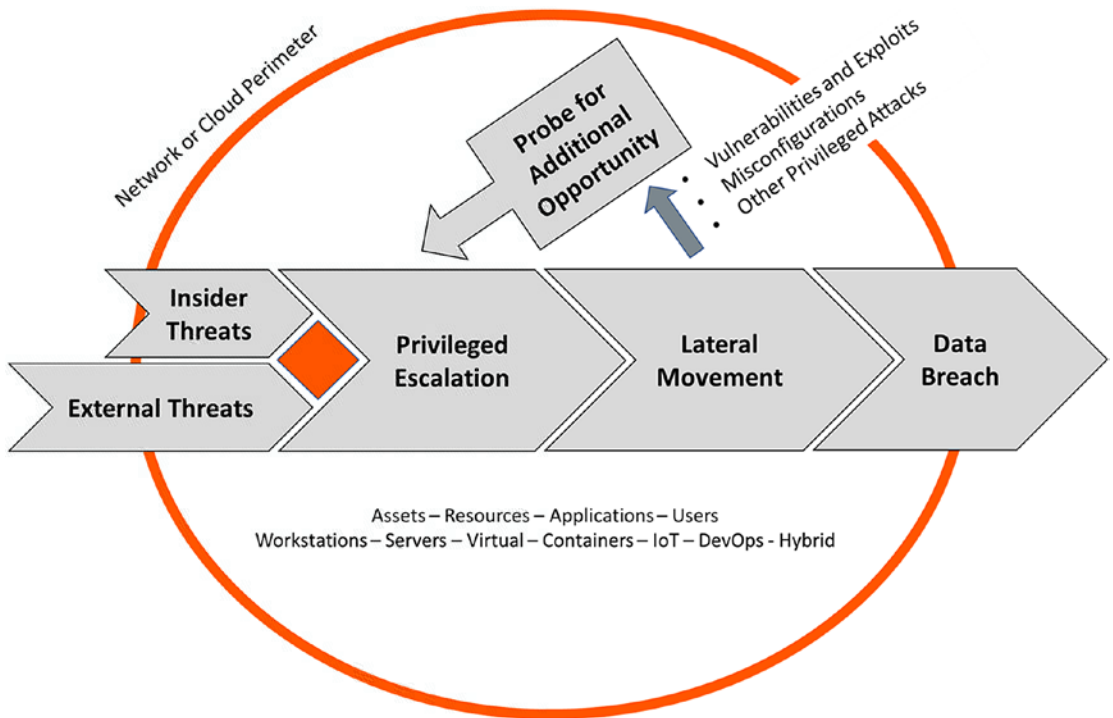 Network or Cloud Perimeter
Probe for
Additional
Opportunity
• Vulnerabilities and Exploits
• Misconfigurations
• Other Privileged Attacks
Insider
Threats
External Threats
Privileged
Escalation
Lateral
Movement
Data
Breach
Assets – Resources – Applications – Users
Workstations – Servers – Virtual – Containers – IoT – DevOps - Hybrid